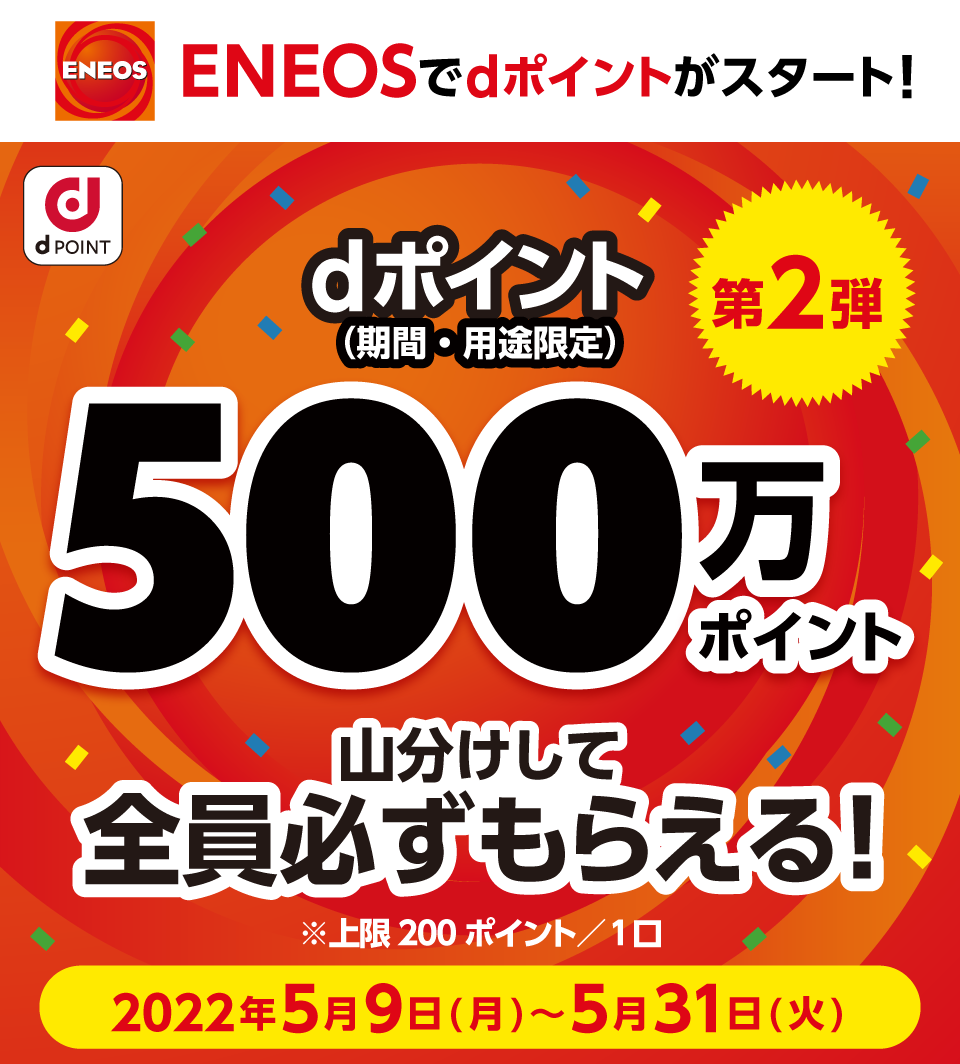 ENEOS
ENEOSでdポイントがスタート!
d POINT
dポイント
(期間・用途限定)
第2弾
500万
ポイント
山分けして
全員必ずもらえる!
※上限200 ポイント/1口
2022年5月9日(月)~5月31日(火)